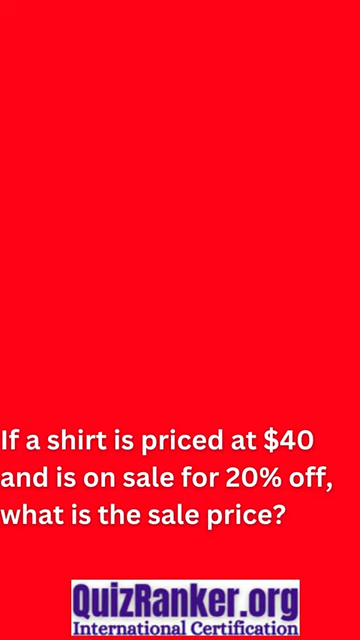 If a shirt is priced at $40
and is on sale for 20% off,
what is the sale price?
QuizRanker.org
International Certification